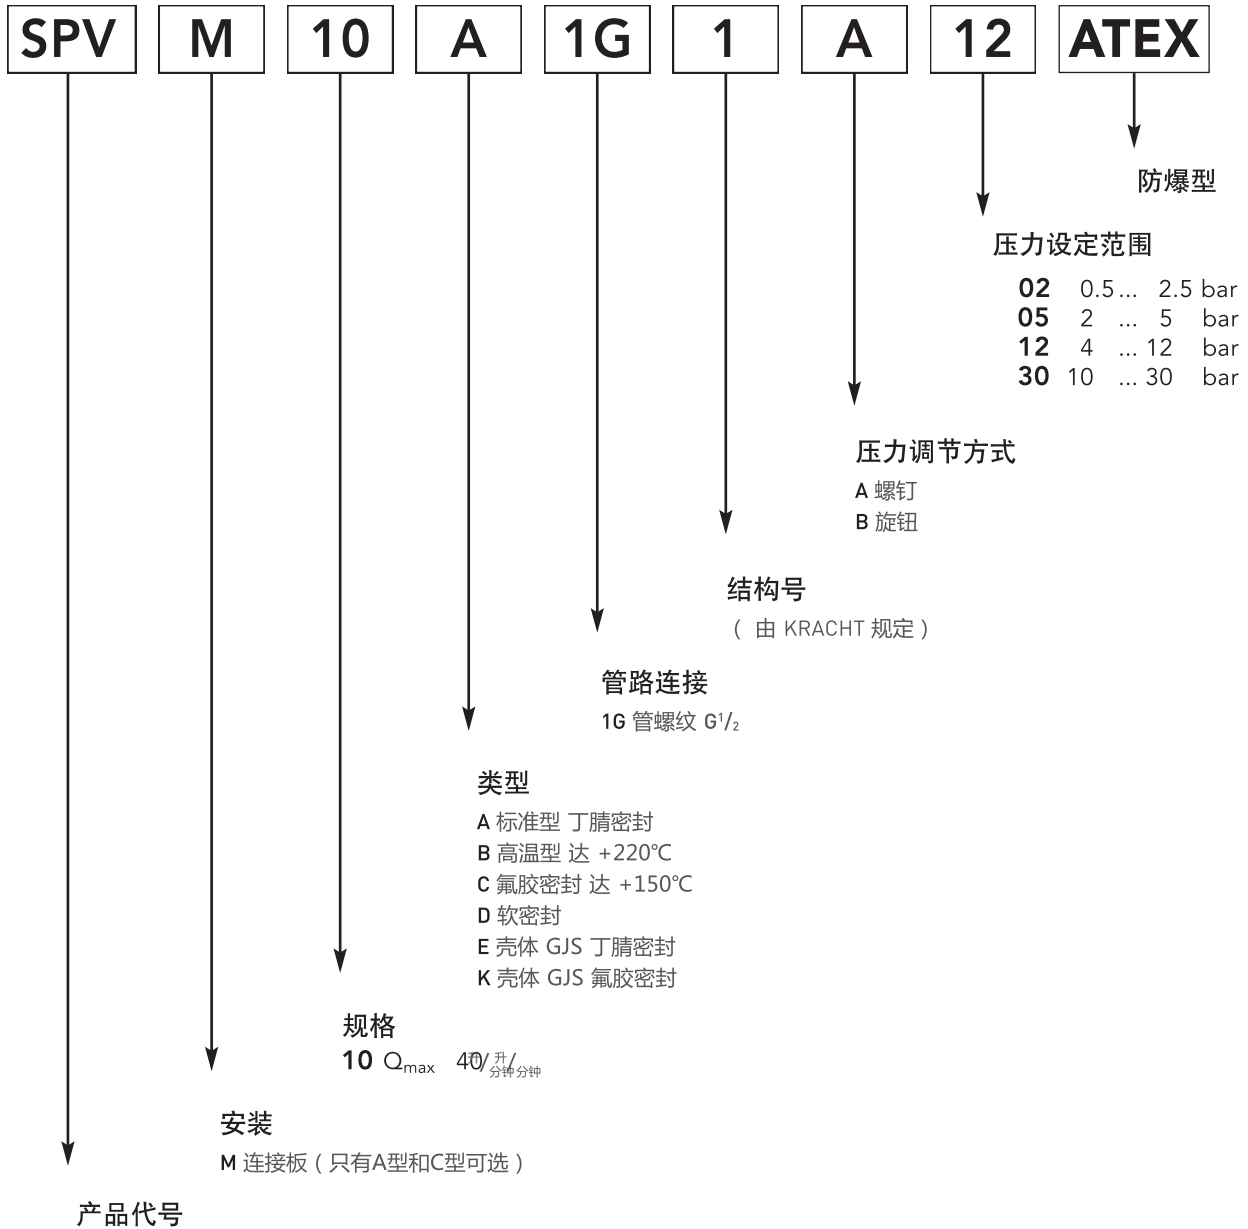 SPV M 10 A 1G 1 A 12 ATEX
防爆型
压力设定范围
02 0.5 ... 2.5 bar
05 2 ... 5 bar
12 4 ... 12 bar
30 10 ... 30 bar
压力调节方式
A 螺钉
B 旋钮
结构号
( 由 KRACHT 规定 )
管路连接
1G 管螺纹 G1/2
类型
A 标准型 丁腈密封
B 高温型 达 +220℃
C 氟胶密封 达 +150℃
D 软密封
E 壳体 GJS 丁腈密封
K 壳体 GJS 氟胶密封
规格
10 Qmax 40 升/分钟
安装
M 连接板 ( 只有A型和C型可选 )
产品代号